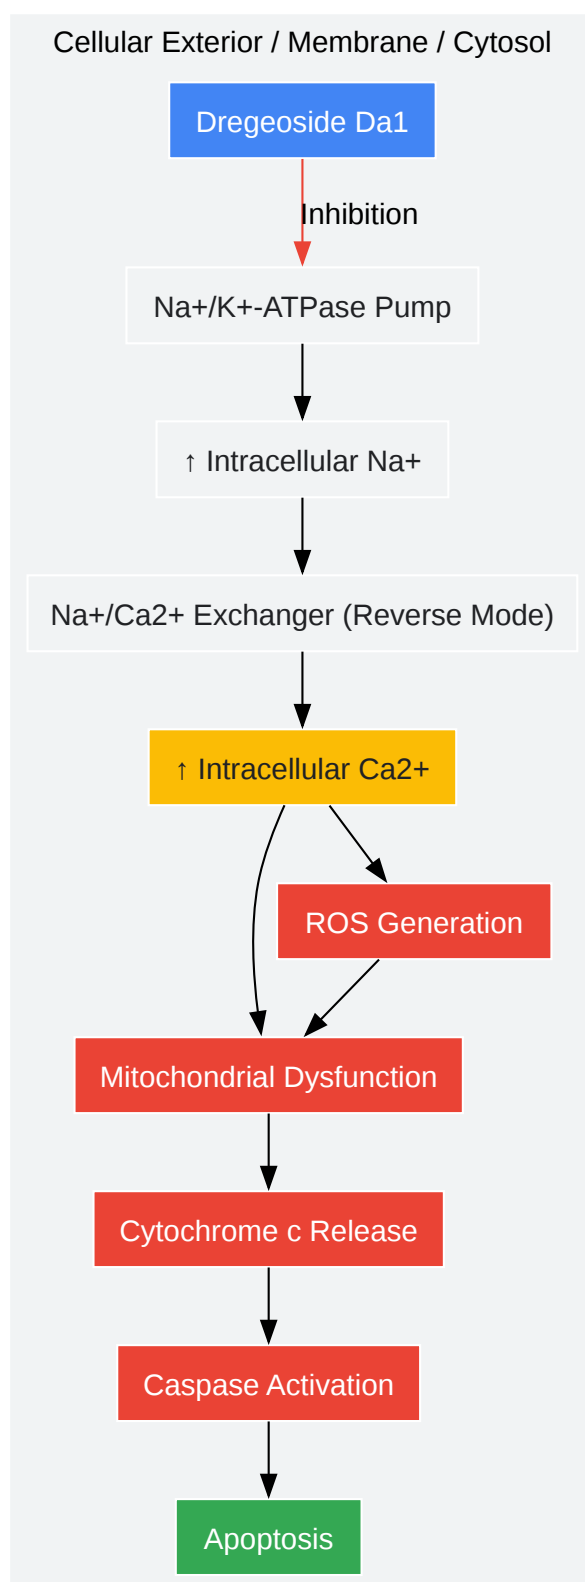 Cellular Exterior / Membrane / Cytosol
Dregeoside Da1
Inhibition
Na+/K+-ATPase Pump
↑ Intracellular Na+
Na+/Ca2+ Exchanger (Reverse Mode)
↑ Intracellular Ca2+
ROS Generation
Mitochondrial Dysfunction
Cytochrome c Release
Caspase Activation
Apoptosis